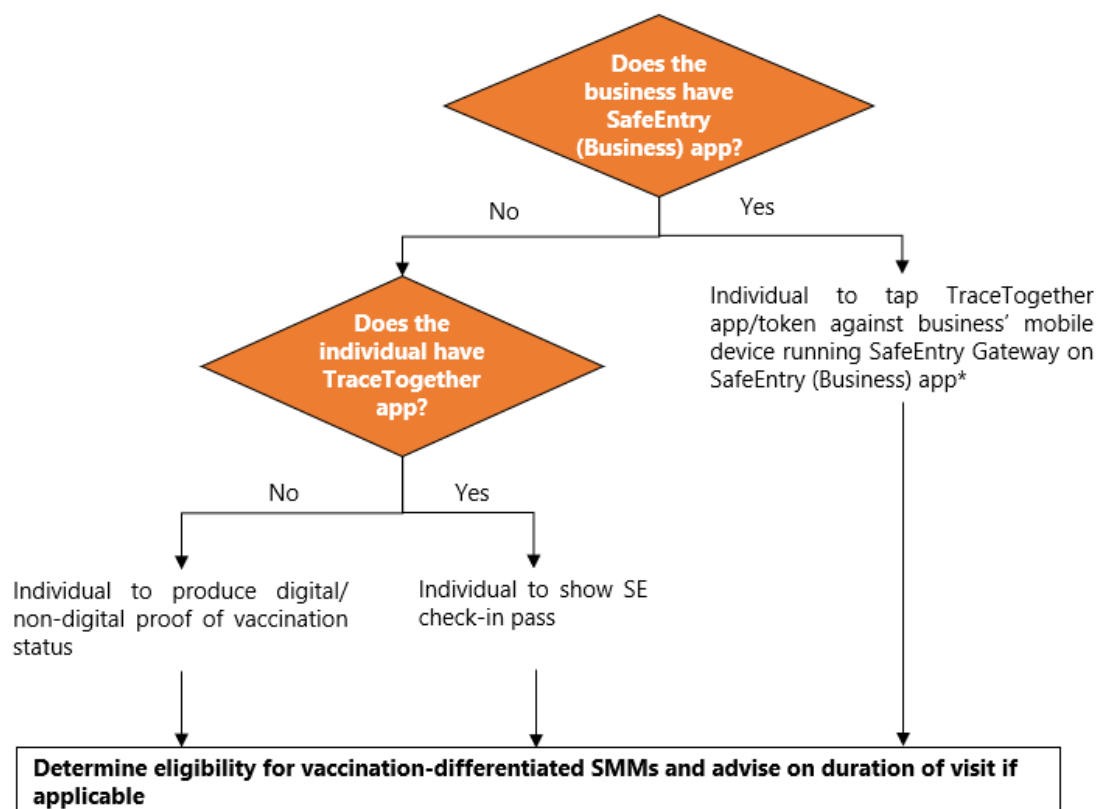 Does the
business have
SafeEntry
(Business) app?
No
Yes
Does the
individual have
TraceTogether
app?
Individual to tap TraceTogether
app/token against business’ mobile
device running SafeEntry Gateway on
SafeEntry (Business) app*
No
Yes
Individual to produce digital/
non-digital proof of vaccination
status
Individual to show SE
check-in pass
Determine eligibility for vaccination-differentiated SMMs and advise on duration of visit if
applicable